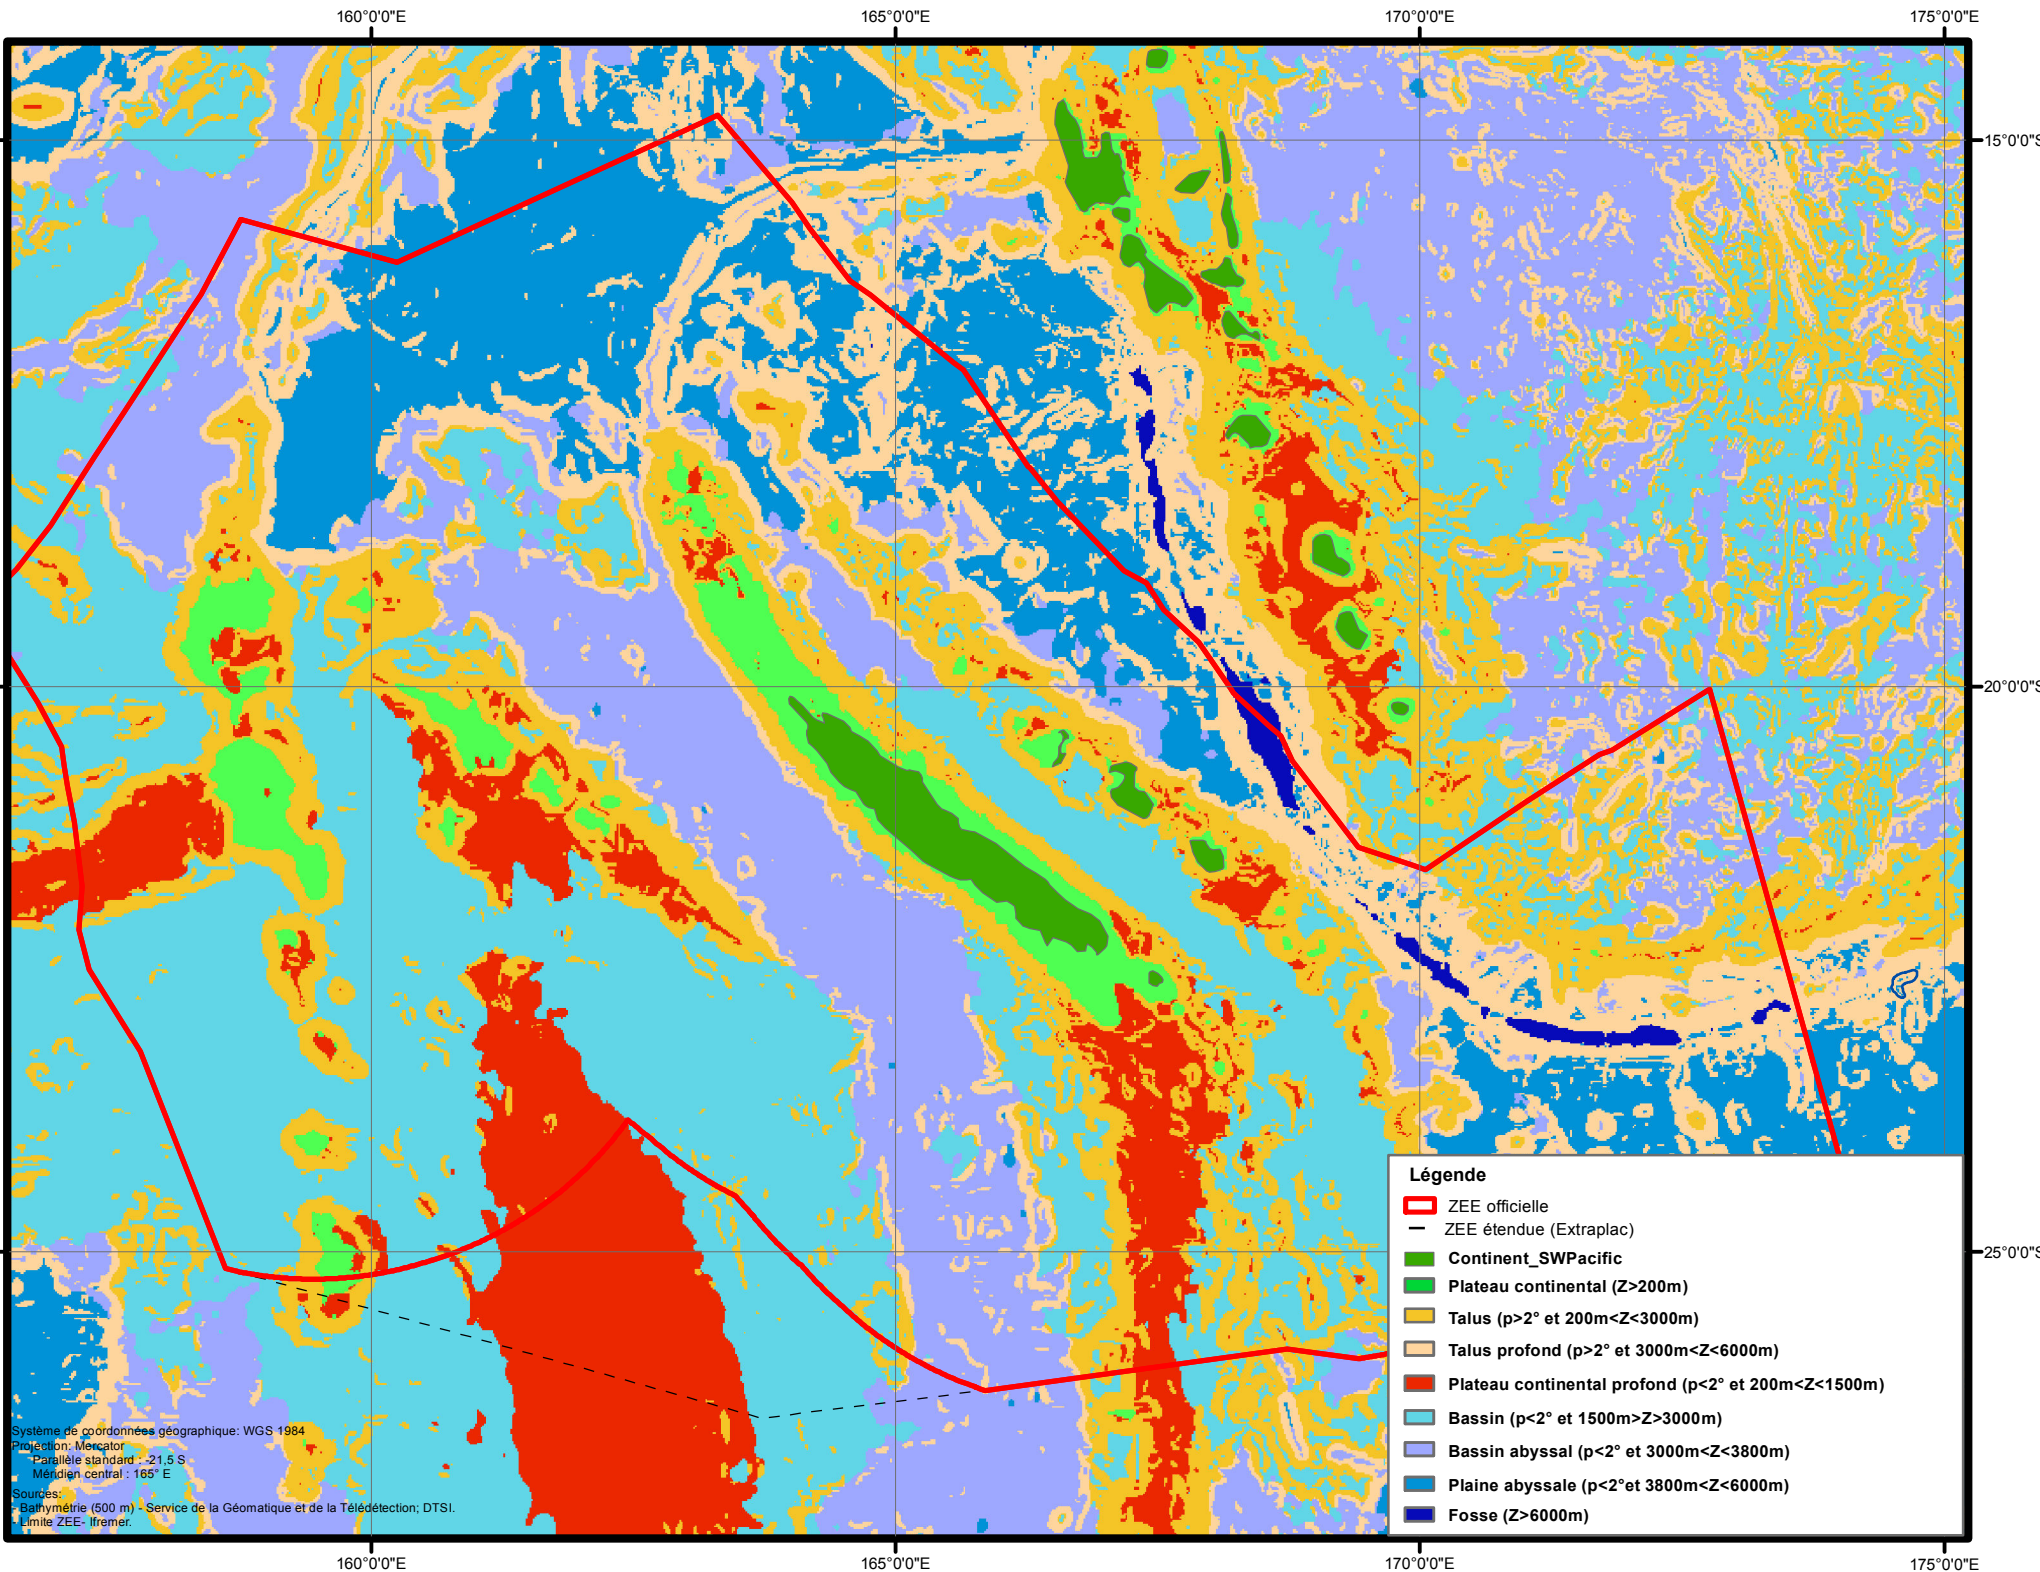 160°0'0"E 165°0'0"E 170°0'0"E 175°0'0"E
15°0'0"S
20°0'0"S
25°0'0"S
Légende
ZEE officielle
ZEE étendue (Extraplac)
Continent_SWPacific
Plateau continental (Z>200m)
Talus (p>2° et 200m<Z<3000m)
Talus profond (p>2° et 3000m<Z<6000m)
Plateau continental profond (p<2° et 200m<Z<1500m)
Bassin (p<2° et 1500m>Z>3000m)
Bassin abyssal (p<2° et 3000m<Z<3800m)
Plaine abyssale (p<2°et 3800m<Z<6000m)
Fosse (Z>6000m)
Système de coordonnées géographique: WGS 1984
Projection: Mercator
Parallèle standard : -21,5 S
Méridien central : 165° E
Sources:
- Bathymétrie (500 m) - Service de la Géomatique et de la Télédétection; DTSI.
- Limite ZEE- Ifremer.
160°0'0"E 165°0'0"E 170°0'0"E 175°0'0"E